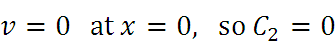 v = 0 at x = 0, so C₂ = 0